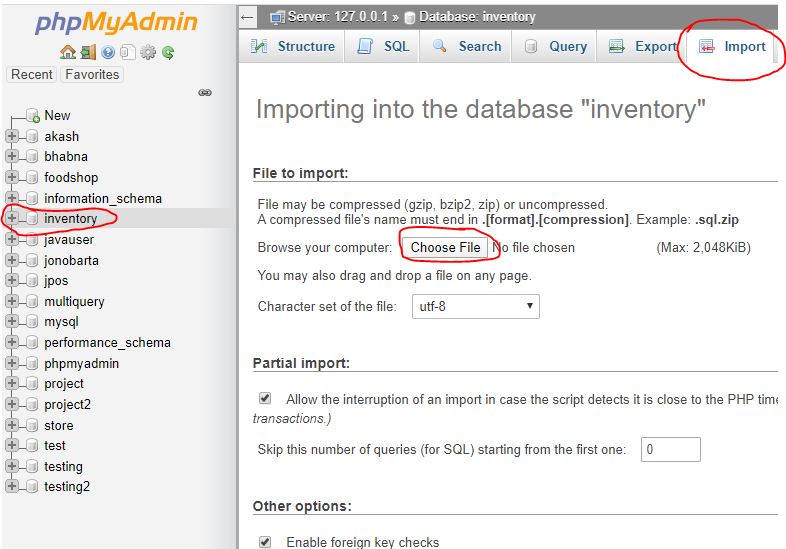 phpMyAdmin
Recent Favorites
New
akash
bhabna
foodshop
information_schema
inventory
javauser
jonobarta
jpos
multiquery
mysql
performance_schema
phpmyadmin
project
project2
store
test
testing
testing2
Server: 127.0.0.1 » Database: inventory
Structure SQL Search Query Export Import
Importing into the database "inventory"
File to import:
File may be compressed (gzip, bzip2, zip) or uncompressed.
A compressed file's name must end in .[format].[compression]. Example: .sql.zip
Browse your computer: Choose File No file chosen (Max: 2,048KiB)
You may also drag and drop a file on any page.
Character set of the file: utf-8
Partial import:
Allow the interruption of an import in case the script detects it is close to the PHP time
transactions.)
Skip this number of queries (for SQL) starting from the first one: 0
Other options:
Enable foreign key checks